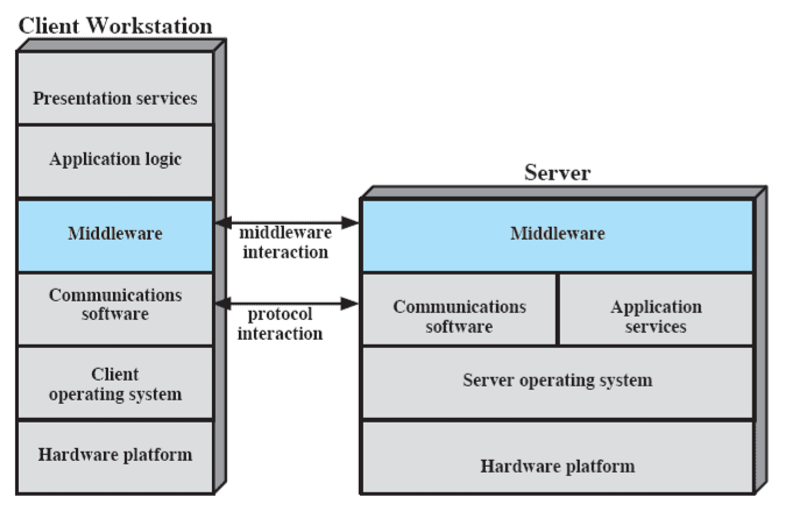 Client Workstation
Presentation services
Application logic
Middleware
Communications
software
Client
operating system
Hardware platform
middleware
interaction
protocol
interaction
Server
Middleware
Communications
software
Application
services
Server operating system
Hardware platform